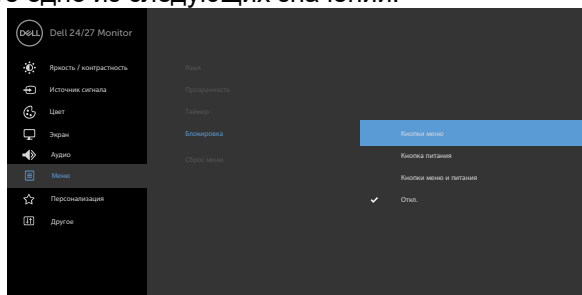 одно из следующих значений.
DELL
Dell 24/27 Monitor
Яркость / контрастность
Источник сигнала
Цвет
Экран
Аудио
Меню
Персонализация
Другое
Язык
Прозрачность
Таймер
Блокировка
Сброс меню
Кнопки меню
Кнопка питания
Кнопки меню и питания
Откл.